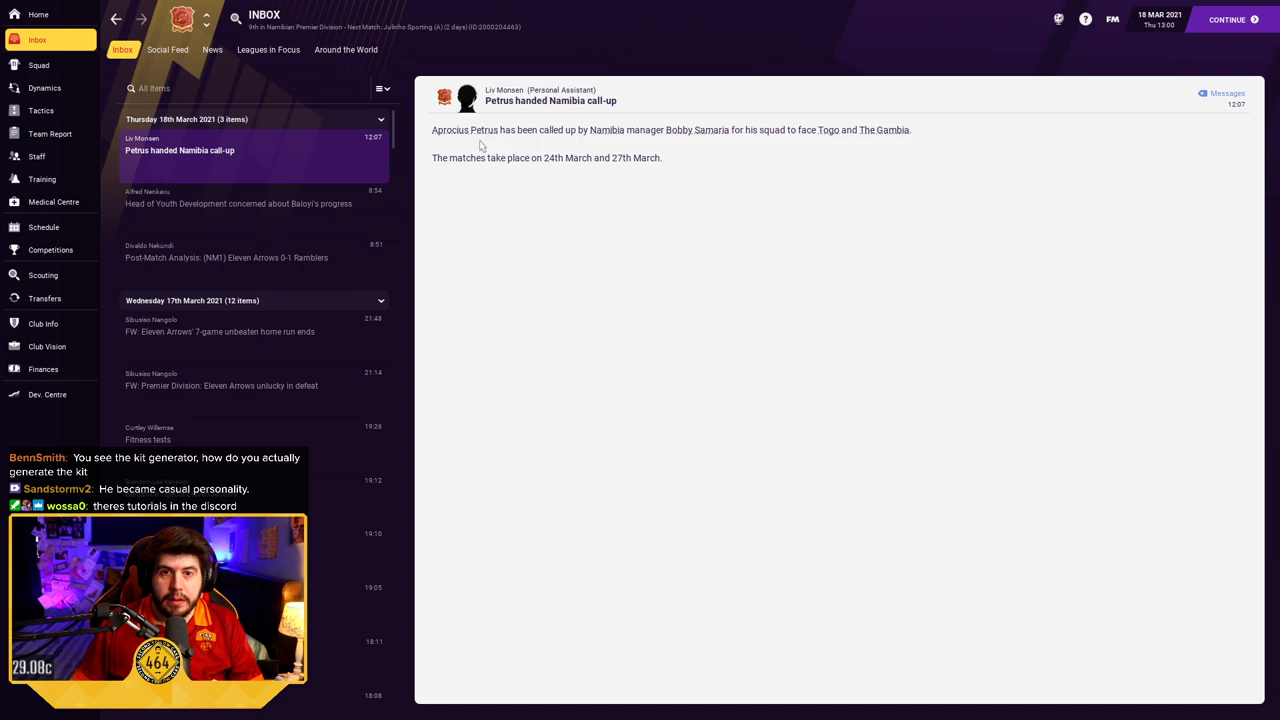 Home
Inbox
Squad
Dynamics
Tactics
Team Report
Staff
Training
Medical Centre
Schedule
Competitions
Scouting
Transfers
Club Info
Club Vision
Finances
Dev. Centre
INBOX
9th in Namibian Premier Division - Next Match: Julinho Sporting (A) (2 days) (ID:2000204463)
FM
18 MAR 2021
Thu 13:00
CONTINUE
Inbox Social Feed News Leagues in Focus Around the World
All Items
Thursday 18th March 2021 (3 items)
Liv Monsen 12:07
Petrus handed Namibia call-up
Alfred Nenkavu 8:54
Head of Youth Development concerned about Baloyi's progress
Divaldo Nekundi 8:51
Post-Match Analysis: (NM1) Eleven Arrows 0-1 Ramblers
Wednesday 17th March 2021 (12 items)
Sibusiso Nangolo 21:48
FW: Eleven Arrows' 7-game unbeaten home run ends
Sibusiso Nangolo 21:14
FW: Premier Division: Eleven Arrows unlucky in defeat
Curtley Willemse 19:26
Fitness tests
19:12
19:10
19:05
18:11
18:08
Liv Monsen (Personal Assistant)
Petrus handed Namibia call-up
Messages
12:07
Aprocius Petrus has been called up by Namibia manager Bobby Samaria for his squad to face Togo and The Gambia.
The matches take place on 24th March and 27th March.
BennSmith: You see the kit generator, how do you actually
generate the kit
Sandstormv2: He became casual personality.
wossa0: theres tutorials in the discord
29.08c
464